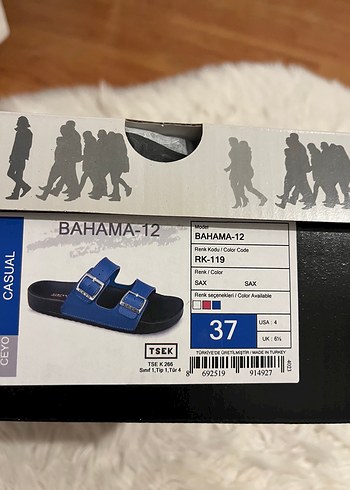 CASUAL
CEYO
BAHAMA-12
TSEK
TSE K 266
Sınıf 1,Tip 1,Tür 4
Model
BAHAMA-12
Renk Kodu / Color Code
RK-119
Renk / Color
SAX SAX
Renk seçenekleri / Color Available
37
USA : 4
UK : 6½
TÜRKİYE'DE ÜRETİLMİŞTİR / MADE IN TURKEY
692519 914927
4023